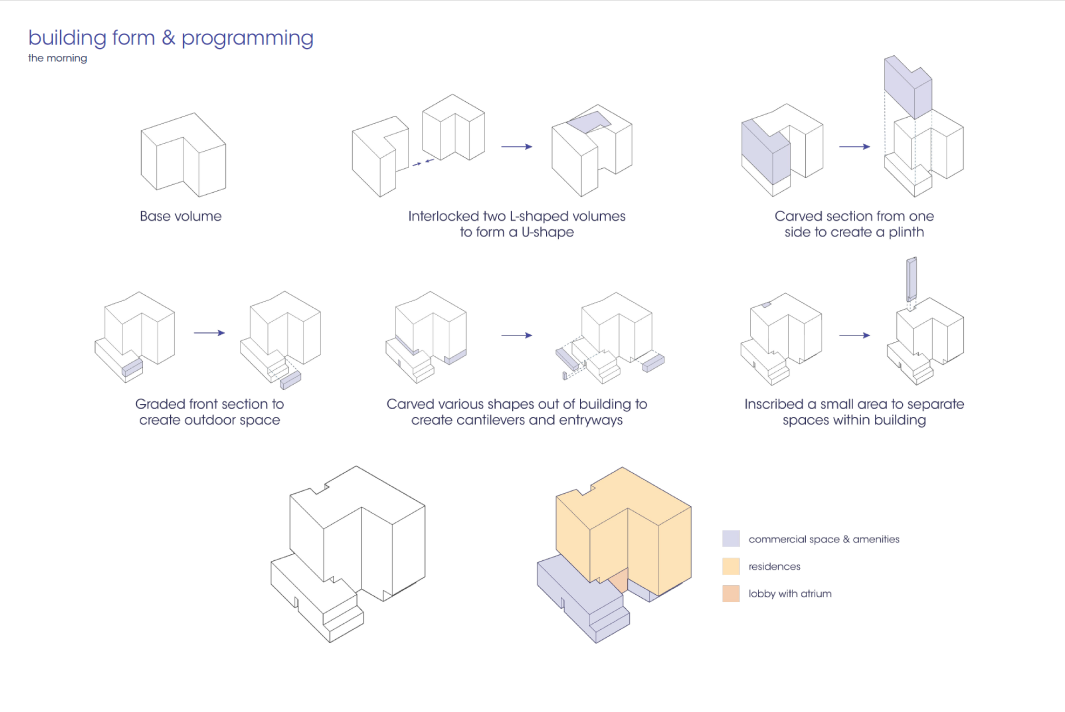 building form & programming
the morning
Base volume
Interlocked two L-shaped volumes
to form a U-shape
Carved section from one
side to create a plinth
Graded front section to
create outdoor space
Carved various shapes out of building to
create cantilevers and entryways
Inscribed a small area to separate
spaces within building
commercial space & amenities
residences
lobby with atrium